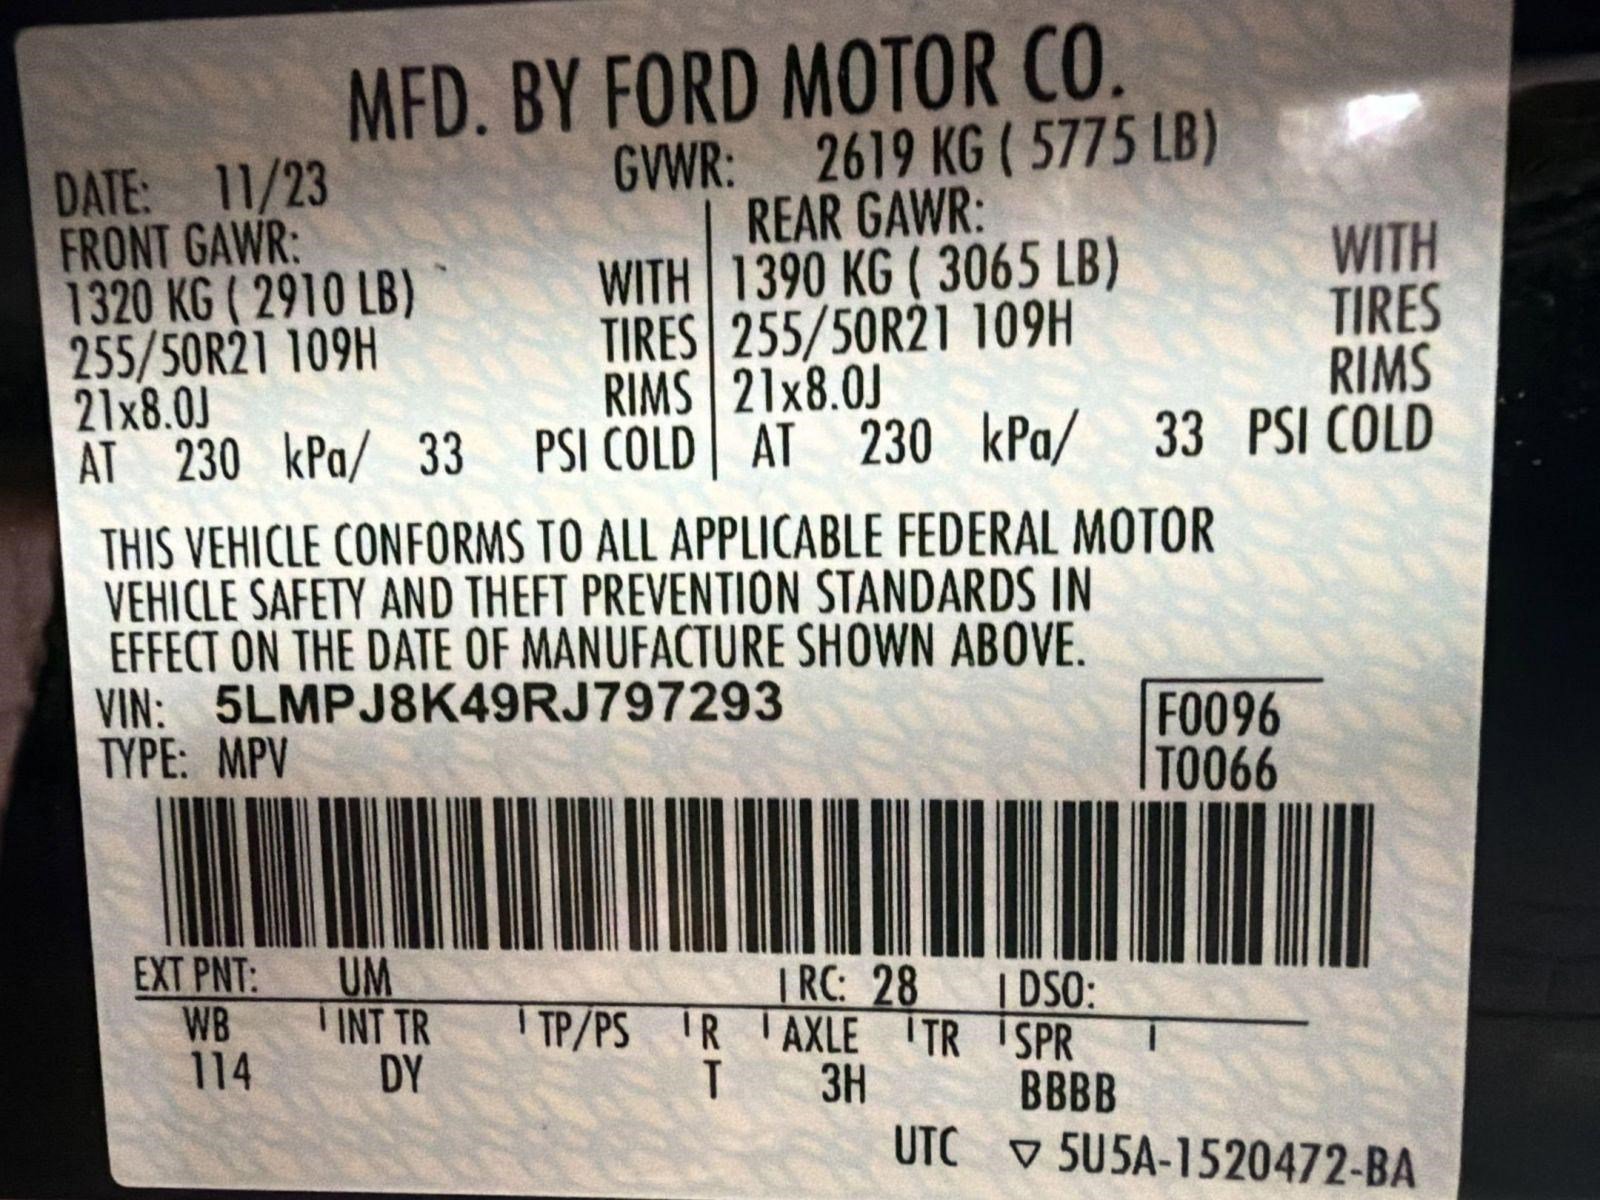 MFD. BY FORD MOTOR CO.
DATE: 11/23 GVWR: 2619 KG ( 5775 LB)
FRONT GAWR: REAR GAWR:
1320 KG ( 2910 LB) WITH 1390 KG ( 3065 LB) WITH
255/50R21 109H TIRES 255/50R21 109H TIRES
21x8.0J RIMS 21x8.0J RIMS
AT 230 kPa/ 33 PSI COLD AT 230 kPa/ 33 PSI COLD
THIS VEHICLE CONFORMS TO ALL APPLICABLE FEDERAL MOTOR
VEHICLE SAFETY AND THEFT PREVENTION STANDARDS IN
EFFECT ON THE DATE OF MANUFACTURE SHOWN ABOVE.
VIN: 5LMPJ8K49RJ797293 F0096
TYPE: MPV T0066
EXT PNT: UM RC: 28 DSO:
WB INT TR TP/PS R AXLE TR SPR
114 DY T 3H BBBB
UTC ▽ 5U5A-1520472-BA